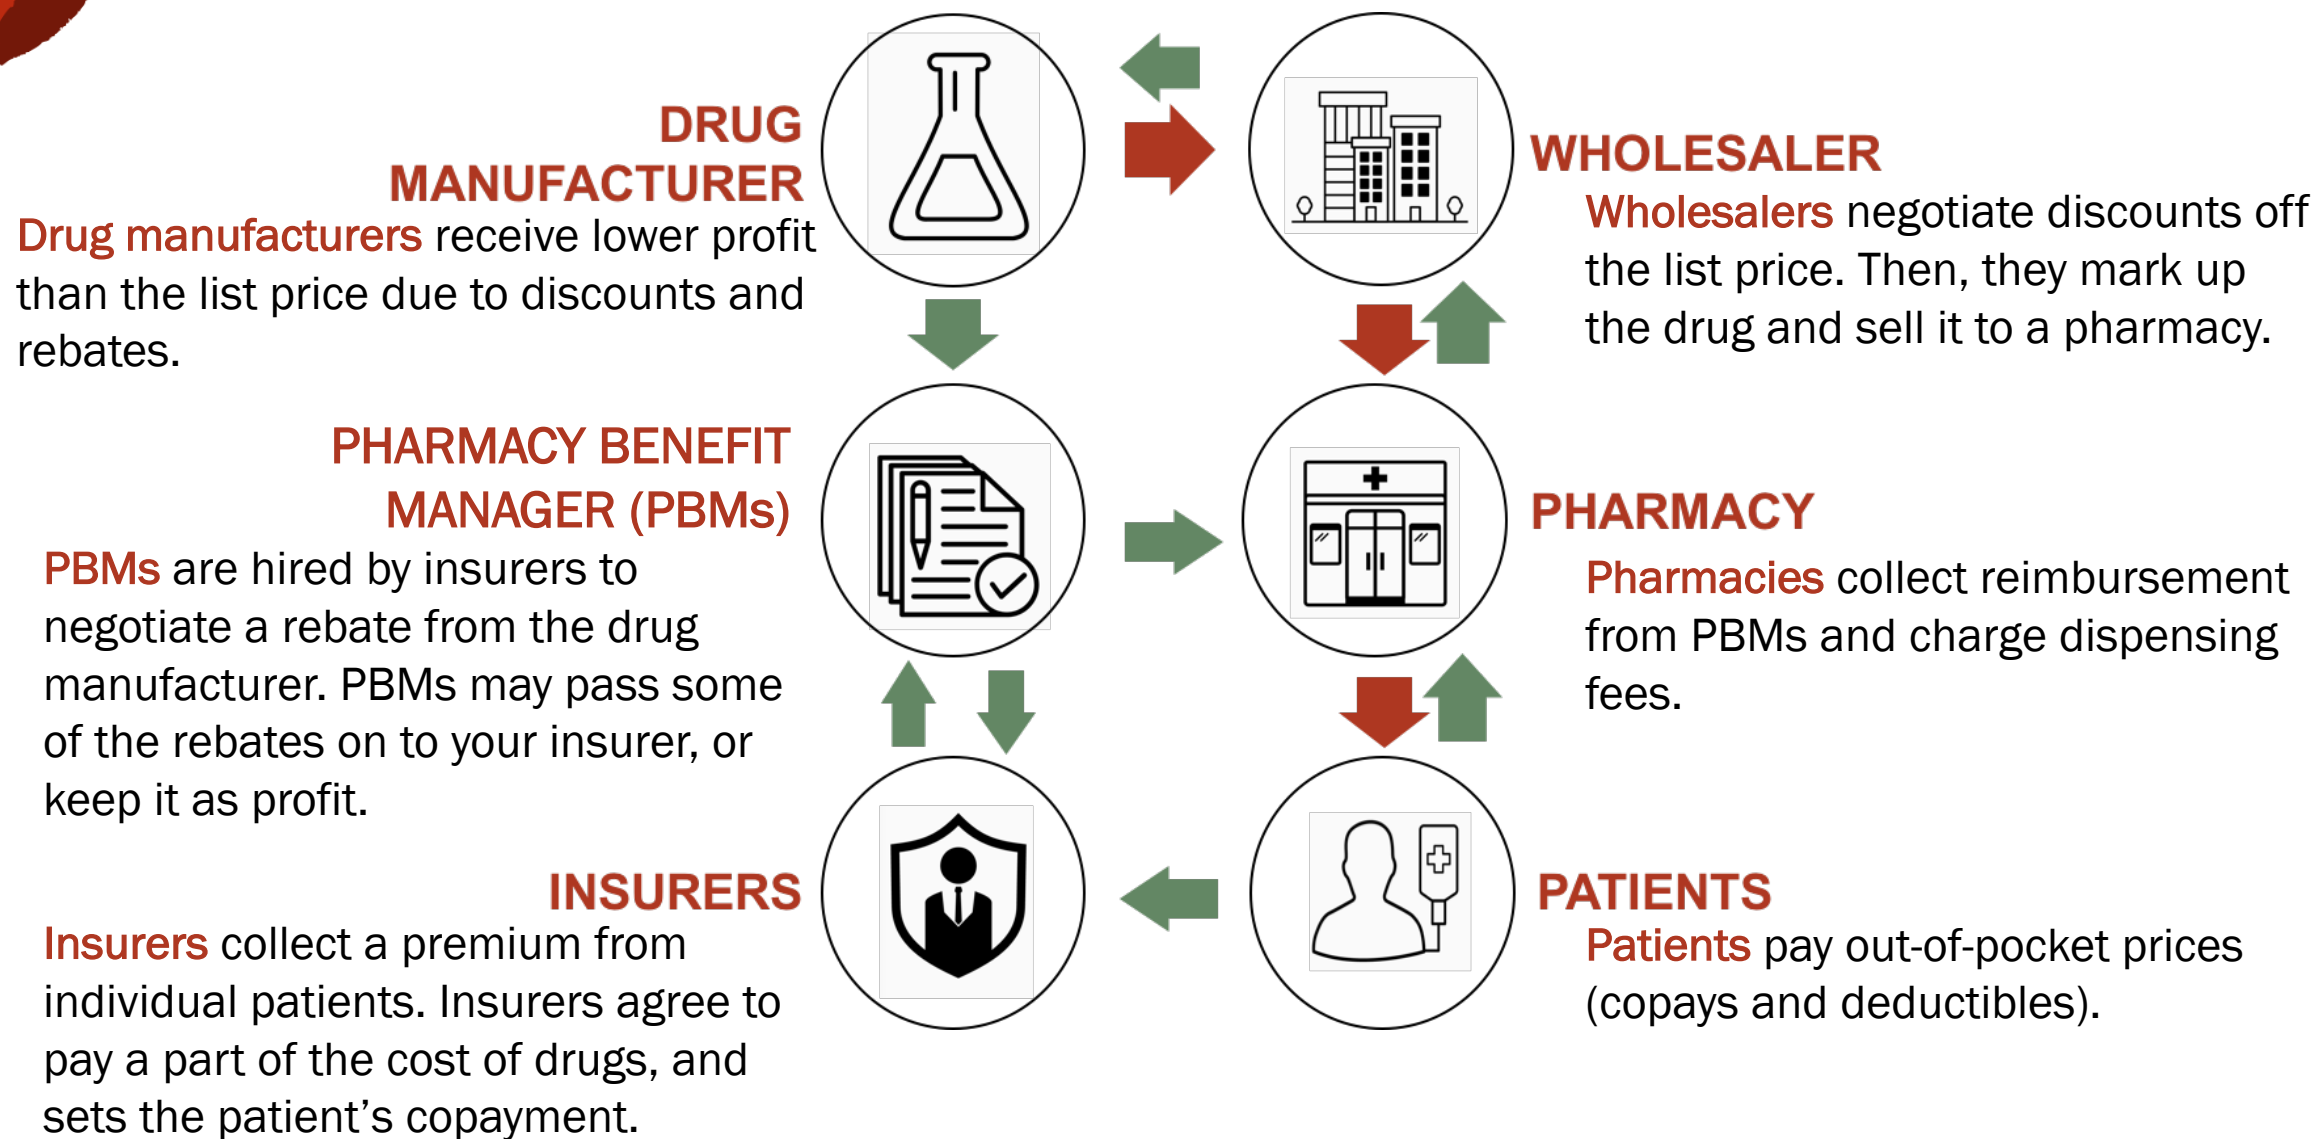 DRUG
MANUFACTURER
Drug manufacturers receive lower profit
than the list price due to discounts and
rebates.
WHOLESALER
Wholesalers negotiate discounts off
the list price. Then, they mark up
the drug and sell it to a pharmacy.
PHARMACY BENEFIT
MANAGER (PBMs)
PBMs are hired by insurers to
negotiate a rebate from the drug
manufacturer. PBMs may pass some
of the rebates on to your insurer, or
keep it as profit.
PHARMACY
Pharmacies collect reimbursement
from PBMs and charge dispensing
fees.
INSURERS
Insurers collect a premium from
individual patients. Insurers agree to
pay a part of the cost of drugs, and
sets the patient’s copayment.
PATIENTS
Patients pay out-of-pocket prices
(copays and deductibles).